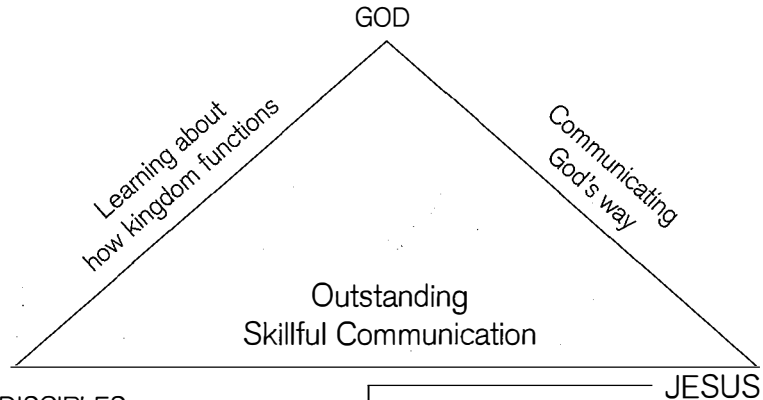 GOD
Learning about
how kingdom functions
Communicating
God's way
Outstanding
Skillful Communication
JESUS
DISCIPLES